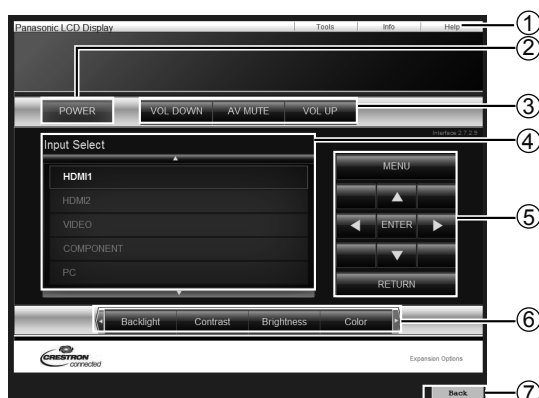 Panasonic LCD Display Tools Info Help ①
②
POWER VOL DOWN AV MUTE VOL UP ③
Interface 2.7.2.9
Input Select ④
HDMI1
HDMI2
VIDEO
COMPONENT
PC
MENU
ENTER ⑤
RETURN
Backlight Contrast Brightness Color ⑥
CRESTRON
connected
Expansion Options
Back ⑦